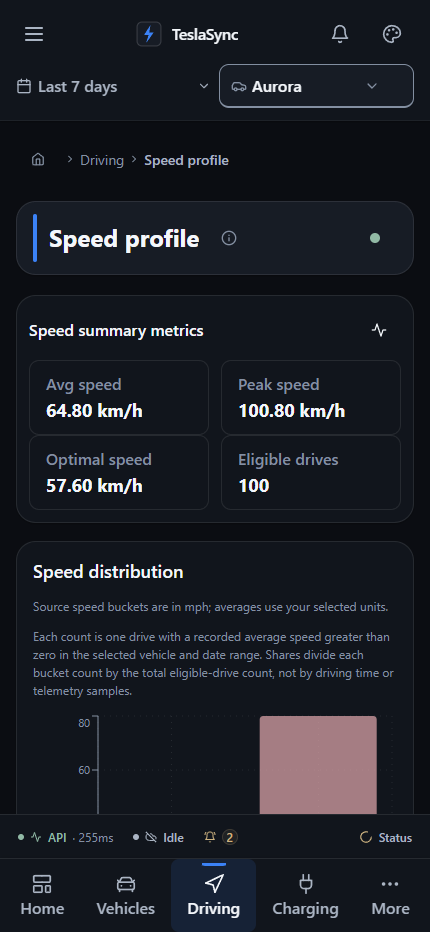 TeslaSync
Last 7 days
Aurora
Driving
Speed profile
Speed profile
Speed summary metrics
Avg speed
64.80 km/h
Peak speed
100.80 km/h
Optimal speed
57.60 km/h
Eligible drives
100
Speed distribution
Source speed buckets are in mph; averages use your selected units.
Each count is one drive with a recorded average speed greater than
zero in the selected vehicle and date range. Shares divide each
bucket count by the total eligible-drive count, not by driving time or
telemetry samples.
80
60
API · 255ms
Idle
2
Status
Home
Vehicles
Driving
Charging
More